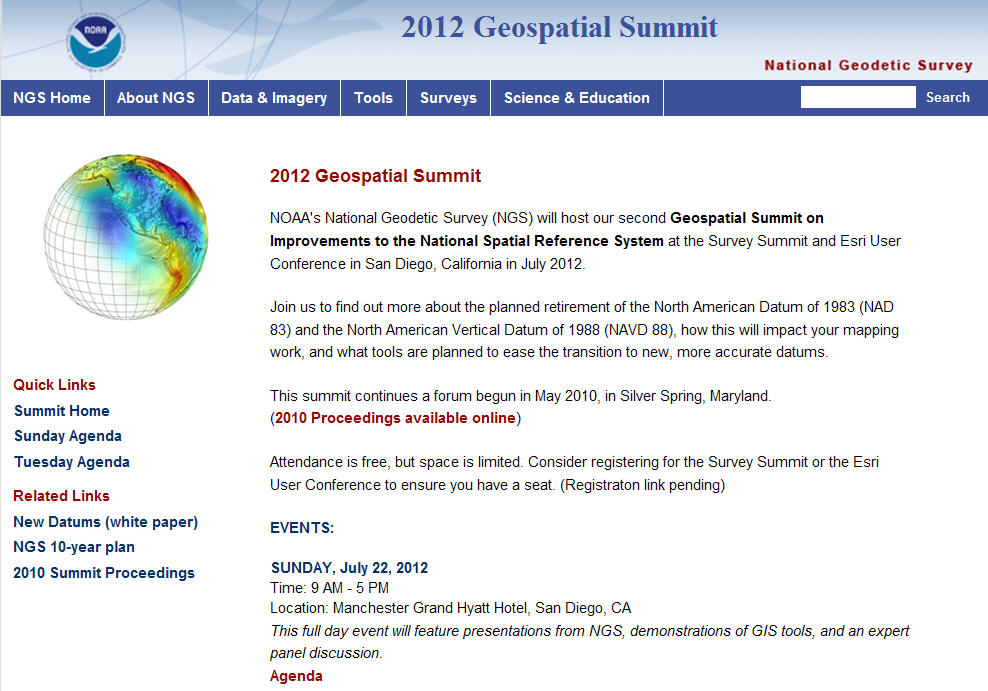 NOAA
2012 Geospatial Summit
National Geodetic Survey
NGS Home About NGS Data & Imagery Tools Surveys Science & Education Search
2012 Geospatial Summit
NOAA's National Geodetic Survey (NGS) will host our second Geospatial Summit on
Improvements to the National Spatial Reference System at the Survey Summit and Esri User
Conference in San Diego, California in July 2012.
Join us to find out more about the planned retirement of the North American Datum of 1983 (NAD
83) and the North American Vertical Datum of 1988 (NAVD 88), how this will impact your mapping
work, and what tools are planned to ease the transition to new, more accurate datums.
This summit continues a forum begun in May 2010, in Silver Spring, Maryland.
(2010 Proceedings available online)
Attendance is free, but space is limited. Consider registering for the Survey Summit or the Esri
User Conference to ensure you have a seat. (Registraton link pending)
EVENTS:
SUNDAY, July 22, 2012
Time: 9 AM - 5 PM
Location: Manchester Grand Hyatt Hotel, San Diego, CA
This full day event will feature presentations from NGS, demonstrations of GIS tools, and an expert
panel discussion.
Agenda
Quick Links
Summit Home
Sunday Agenda
Tuesday Agenda
Related Links
New Datums (white paper)
NGS 10-year plan
2010 Summit Proceedings